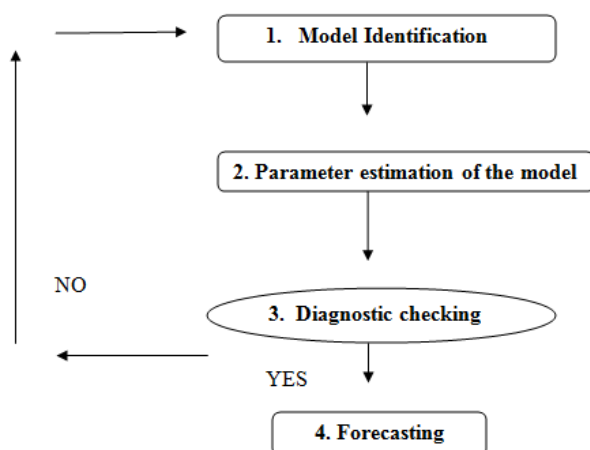 1. Model Identification
2. Parameter estimation of the model
NO
3. Diagnostic checking
YES
4. Forecasting